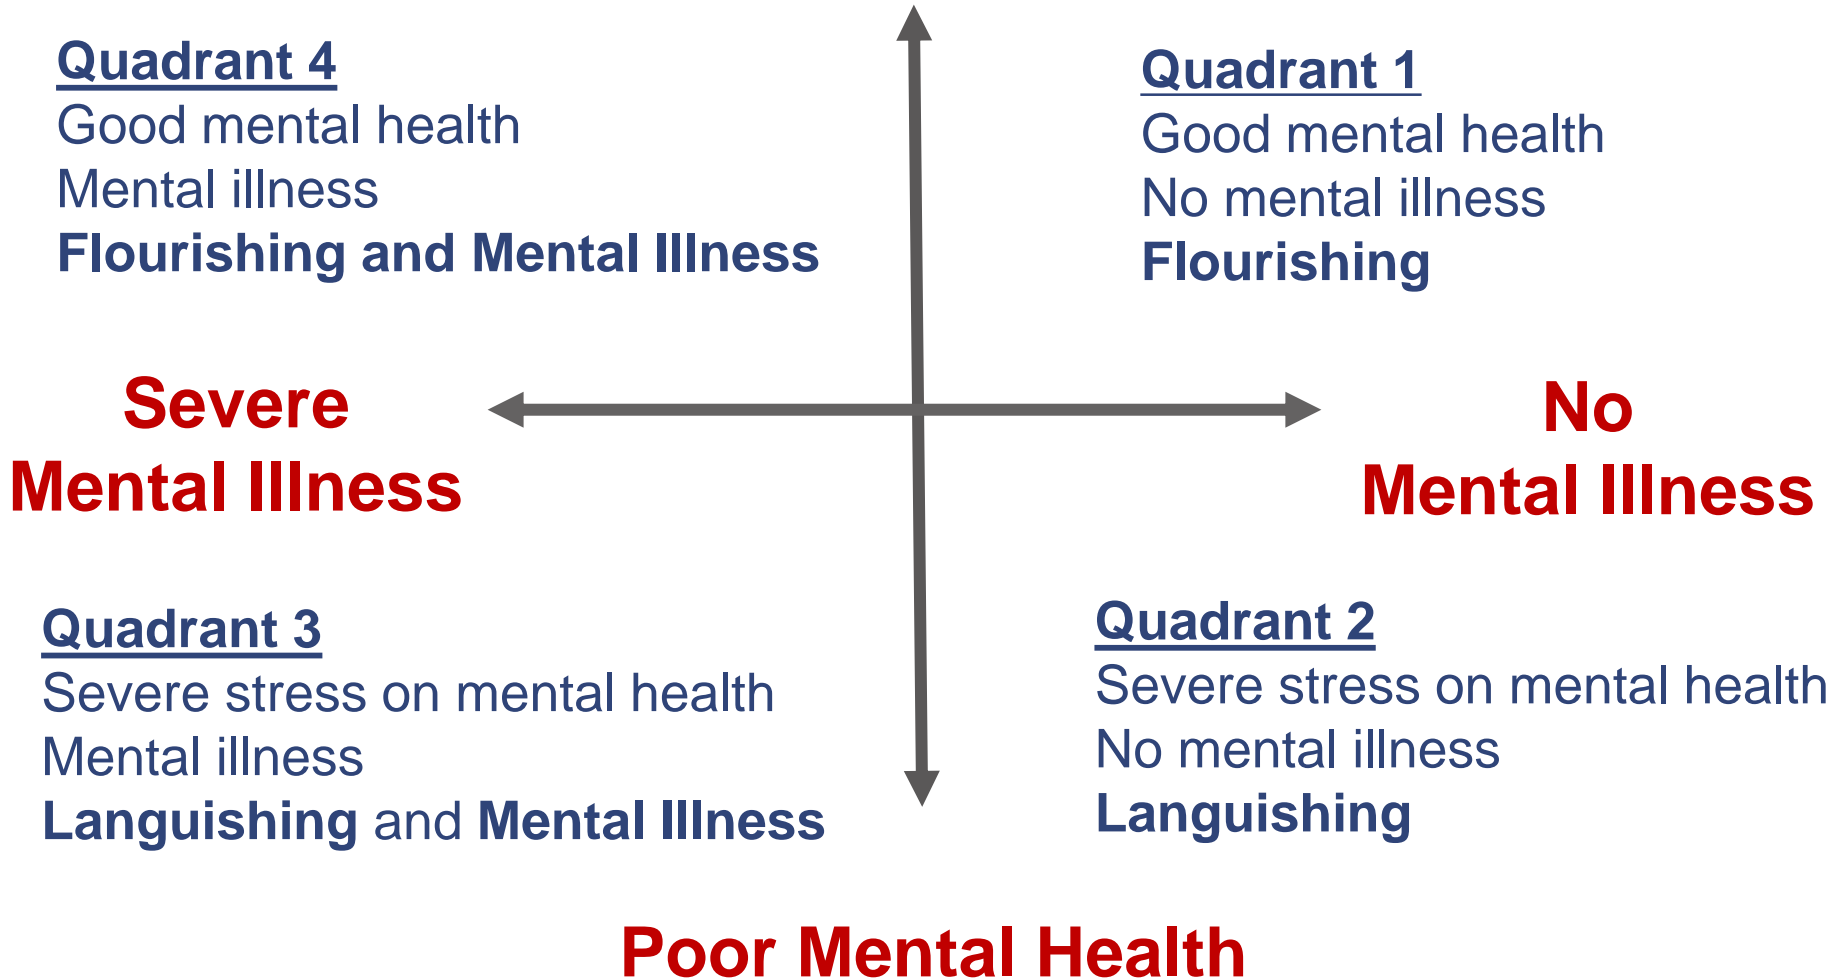 Quadrant 4
Good mental health
Mental illness
Flourishing and Mental Illness
Quadrant 1
Good mental health
No mental illness
Flourishing
Severe
Mental Illness
No
Mental Illness
Quadrant 3
Severe stress on mental health
Mental illness
Languishing and Mental Illness
Quadrant 2
Severe stress on mental health
No mental illness
Languishing
Poor Mental Health